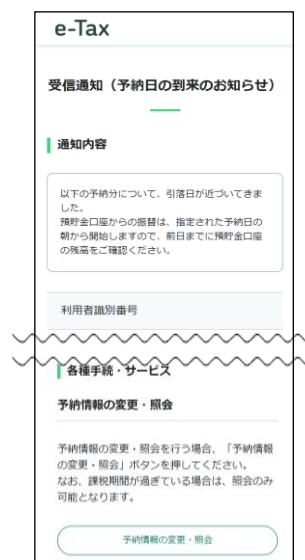 e-Tax
受信通知（予納日の到来のお知らせ）
通知内容
以下の予納分について、引落日が近づいてきま
した。
預貯金口座からの振替は、指定された予納日の
朝から開始しますので、前日までに預貯金口座
の残高をご確認ください。
利用者識別番号
各種手続・サービス
予納情報の変更・照会
予納情報の変更・照会を行う場合、「予納情報
の変更・照会」ボタンを押してください。
なお、課税期間が過ぎている場合は、照会のみ
可能となります。
予納情報の変更・照会